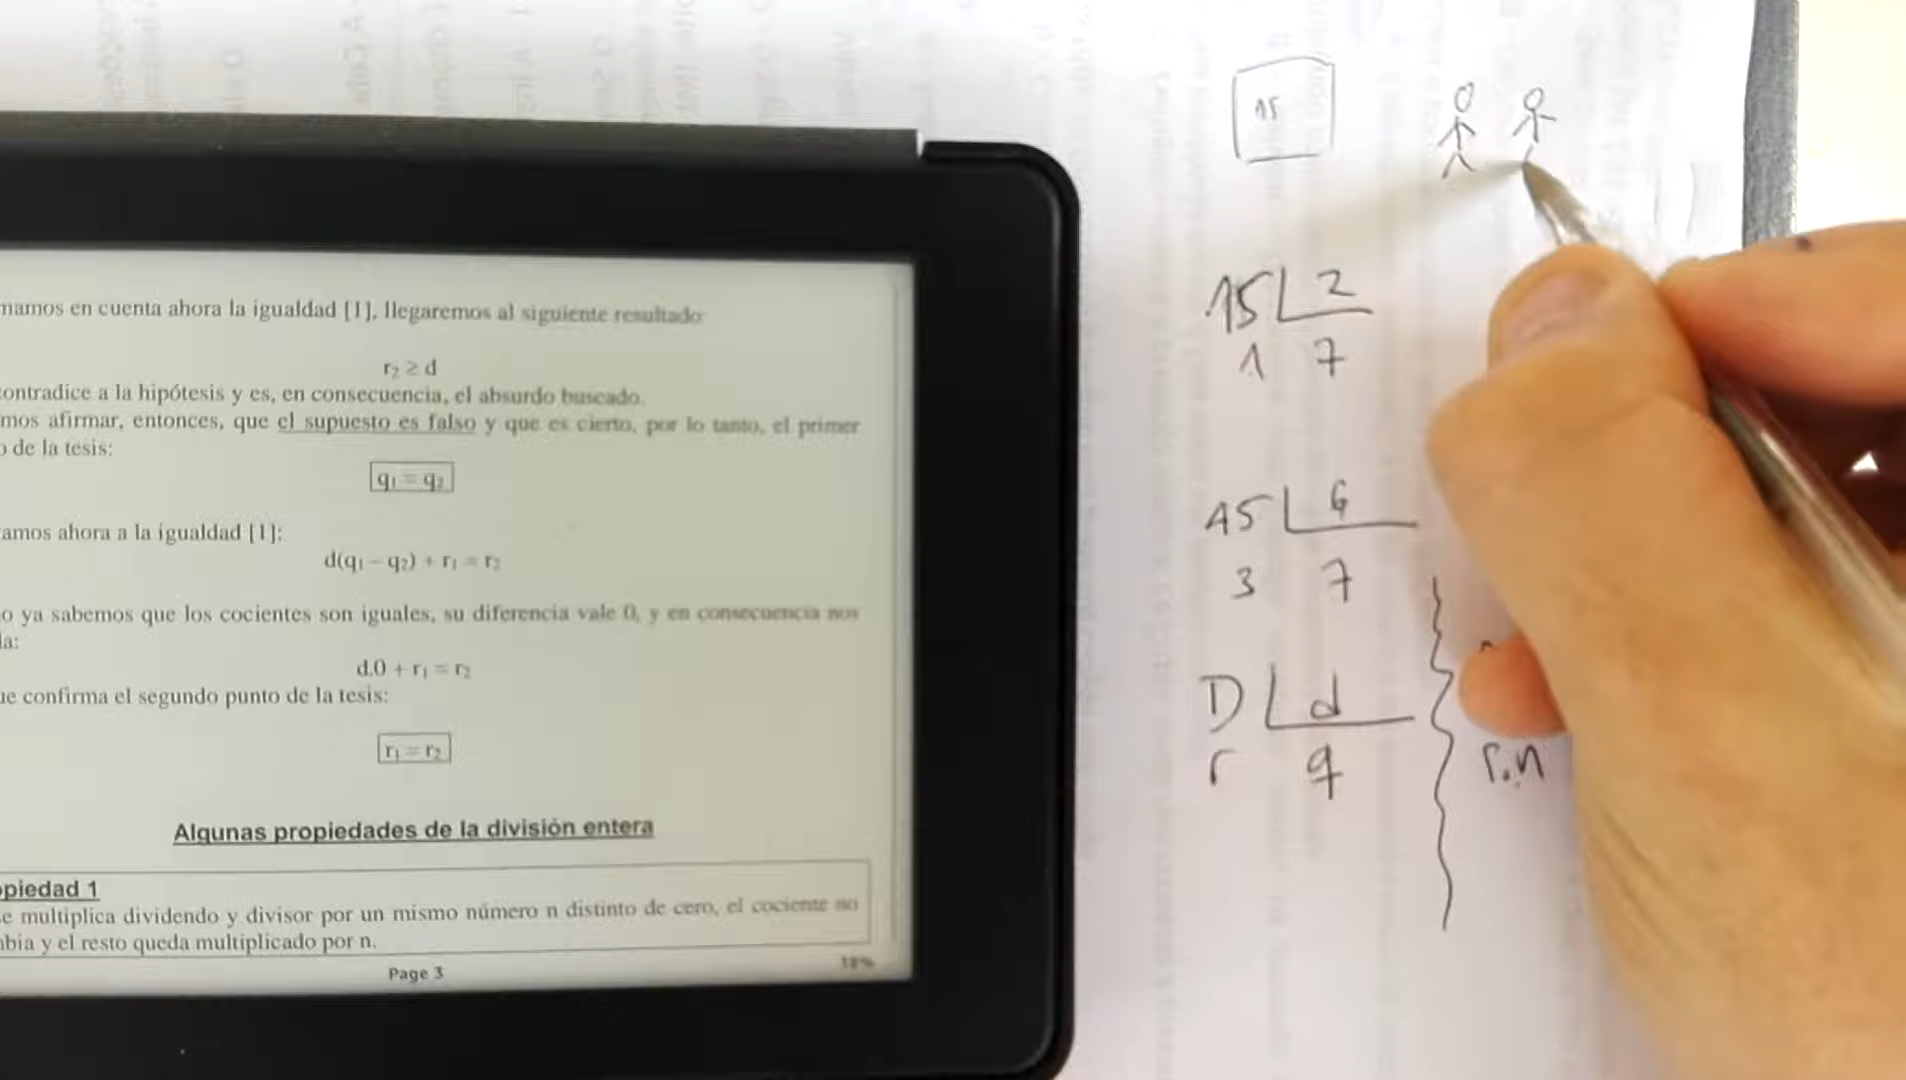 namos en cuenta ahora la igualdad [1], llegaremos al siguiente resultado
r₂ ≥ d
contradice a la hipótesis y es, en consecuencia, el absurdo buscado.
mos afirmar, entonces, que el supuesto es falso y que es cierto, por lo tanto, el primer
o de la tesis:
q₁ = q₂
amos ahora a la igualdad [1]:
d(q₁ – q₂) + r₁ = r₂
o ya sabemos que los cocientes son iguales, su diferencia vale 0, y en consecuencia nos
la:
d.0 + r₁ = r₂
ue confirma el segundo punto de la tesis:
r₁ = r₂
Algunas propiedades de la división entera
opiedad 1
e multiplica dividendo y divisor por un mismo número n distinto de cero, el cociente no
nbia y el resto queda multiplicado por n.
Page 3
18%
15
15 2
1 7
45 6
3 7
D d
r q
r.n